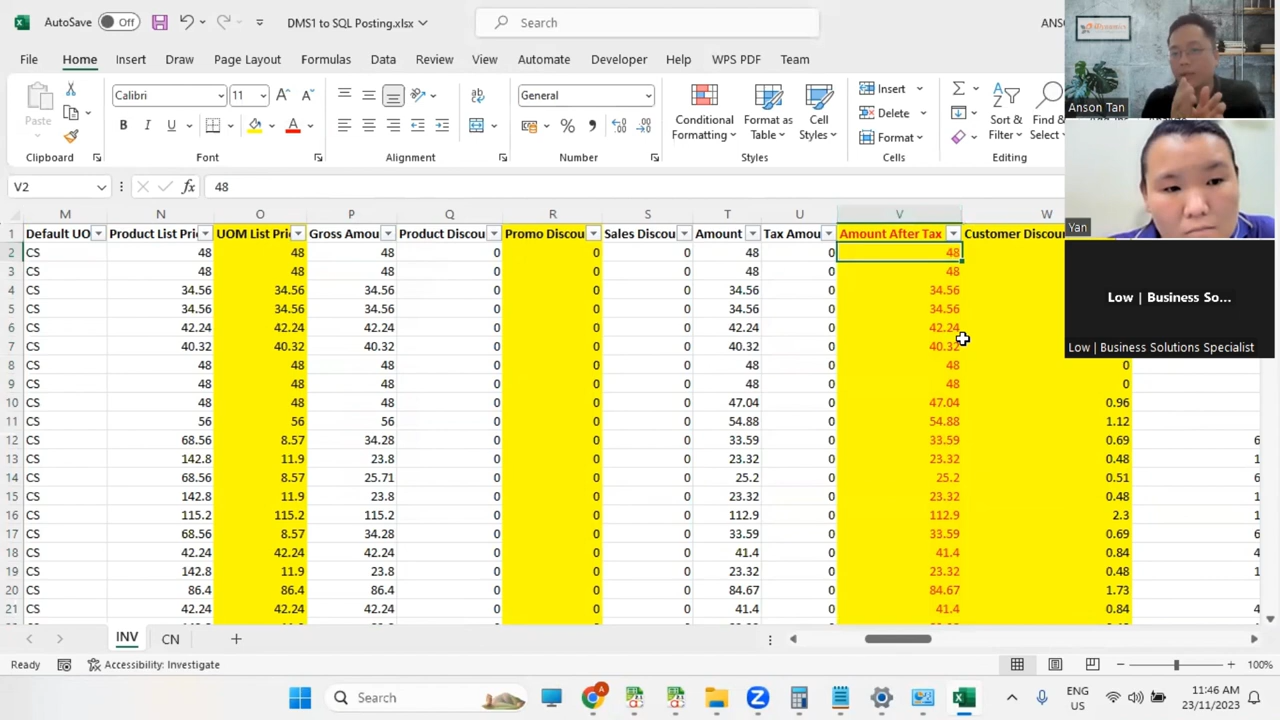 AutoSave Off DMS1 to SQL Posting.xlsx Search
File Home Insert Draw Page Layout Formulas Data Review View Automate Developer Help WPS PDF Team
Paste Calibri 11 General Conditional Formatting Format as Table Cell Styles Insert Delete Format Sort & Filter Find &
Clipboard Font Alignment Number Styles Cells Editing
V2 fx 48
M N O P Q R S T U V W
1 Default UO Product List Pri UOM List Pri Gross Amou Product Discou Promo Discou Sales Discou Amount Tax Amou Amount After Tax Customer Discou
2 CS 48 48 48 0 0 0 48 0 48
3 CS 48 48 48 0 0 0 48 0 48
4 CS 34.56 34.56 34.56 0 0 0 34.56 0 34.56
5 CS 34.56 34.56 34.56 0 0 0 34.56 0 34.56
6 CS 42.24 42.24 42.24 0 0 0 42.24 0 42.24
7 CS 40.32 40.32 40.32 0 0 0 40.32 0 40.32
8 CS 48 48 48 0 0 0 48 0 48 0
9 CS 48 48 48 0 0 0 48 0 48 0
10 CS 48 48 48 0 0 0 47.04 0 47.04 0.96
11 CS 56 56 56 0 0 0 54.88 0 54.88 1.12
12 CS 68.56 8.57 34.28 0 0 0 33.59 0 33.59 0.69 6
13 CS 142.8 11.9 23.8 0 0 0 23.32 0 23.32 0.48 1
14 CS 68.56 8.57 25.71 0 0 0 25.2 0 25.2 0.51 6
15 CS 142.8 11.9 23.8 0 0 0 23.32 0 23.32 0.48 1
16 CS 115.2 115.2 115.2 0 0 0 112.9 0 112.9 2.3 1
17 CS 68.56 8.57 34.28 0 0 0 33.59 0 33.59 0.69 6
18 CS 42.24 42.24 42.24 0 0 0 41.4 0 41.4 0.84 4
19 CS 142.8 11.9 23.8 0 0 0 23.32 0 23.32 0.48 1
20 CS 86.4 86.4 86.4 0 0 0 84.67 0 84.67 1.73 8
21 CS 42.24 42.24 42.24 0 0 0 41.4 0 41.4 0.84 4
INV CN
Ready Accessibility: Investigate 100%
Search ENG US 11:46 AM 23/11/2023
Anson Tan
Yan
Low | Business So...
Low | Business Solutions Specialist